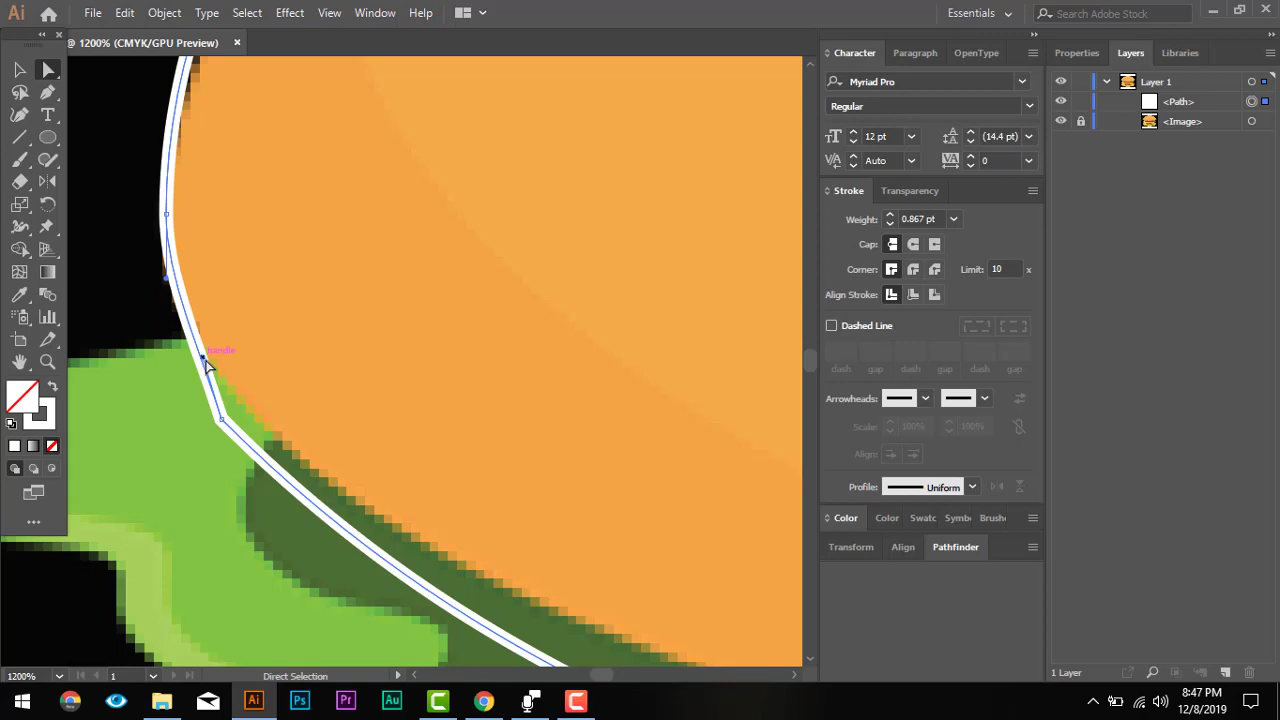 Ai File Edit Object Type Select Effect View Window Help Essentials Search Adobe Stock
@ 1200% (CMYK/GPU Preview) ×
Character Paragraph OpenType
Myriad Pro
Regular
12 pt (14.4 pt)
Auto 0
Stroke Transparency
Weight: 0.867 pt
Cap:
Corner: Limit: 10 x
Align Stroke:
Dashed Line
dash gap dash gap dash gap
Arrowheads:
Scale: 100% 100%
Align:
Profile: Uniform
Color Color Swatc Symbo Brushe
Transform Align Pathfinder
Properties Layers Libraries
Layer 1
<Path>
<Image>
1 Layer
handle
1200% 1 Direct Selection
Ai Ps Pr Au
8:47 PM
12/8/2019